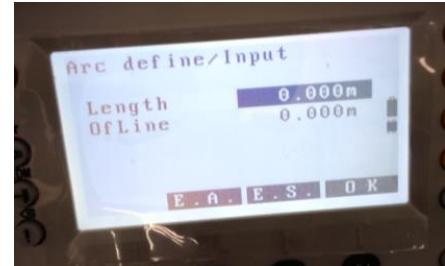 Arc define/Input
Length 0.000m
OfLine 0.000m
E.A. E.S. OK